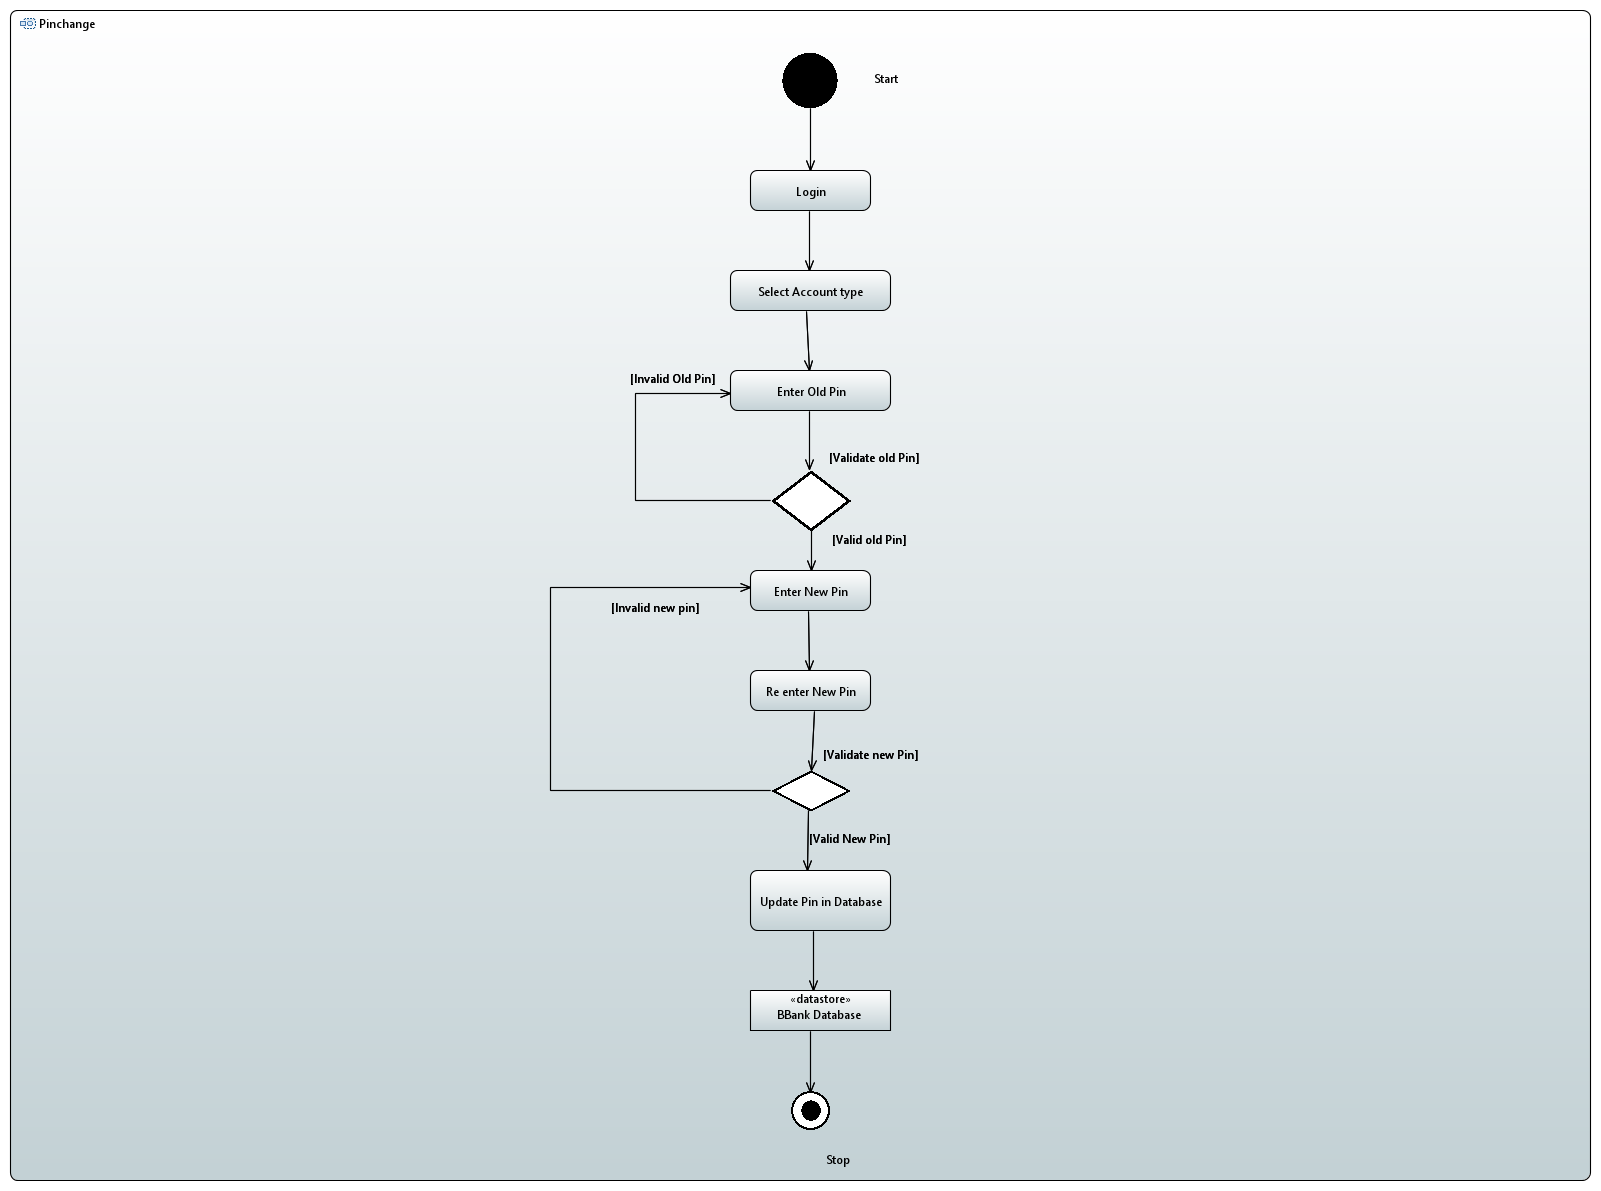 Pinchange
Start
Login
Select Account type
[Invalid Old Pin]
Enter Old Pin
[Validate old Pin]
[Valid old Pin]
Enter New Pin
[Invalid new pin]
Re enter New Pin
[Validate new Pin]
[Valid New Pin]
Update Pin in Database
«datastore»
BBank Database
Stop